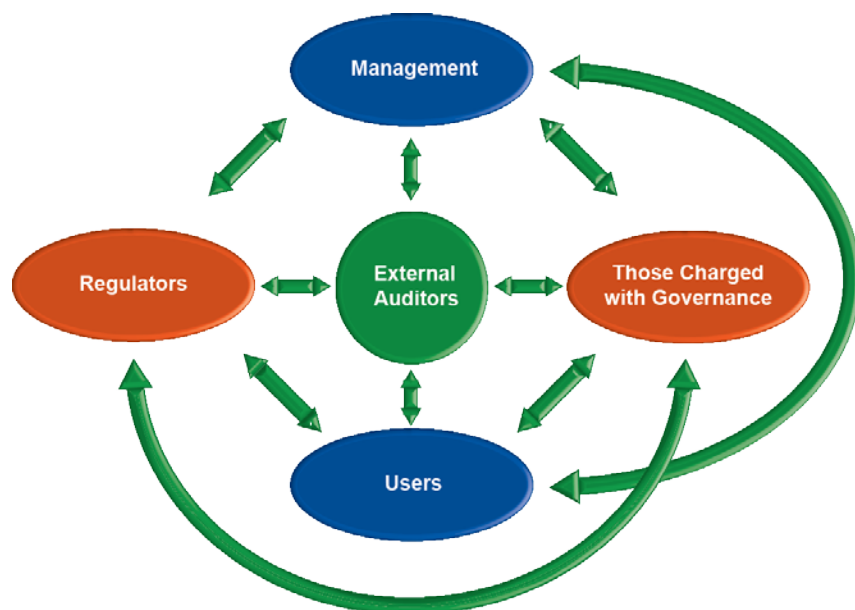 Management
Regulators
External
Auditors
Those Charged
with Governance
Users